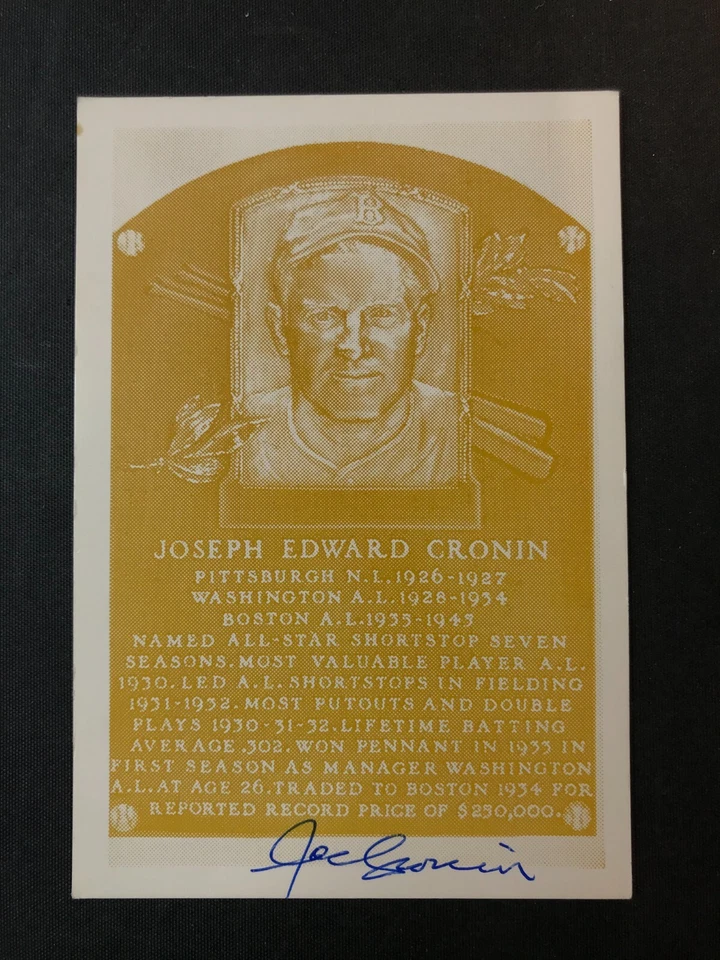 B
JOSEPH EDWARD CRONIN
PITTSBURGH N.L.1926-1927
WASHINGTON A.L.1928-1934
BOSTON A.L.1935-1945
NAMED ALL-STAR SHORTSTOP SEVEN
SEASONS.MOST VALUABLE PLAYER A.L.
1930.LED A.L.SHORTSTOPS IN FIELDING
1931-1932.MOST PUTOUTS AND DOUBLE
PLAYS 1930-31-32.LIFETIME BATTING
AVERAGE .302.WON PENNANT IN 1933 IN
FIRST SEASON AS MANAGER WASHINGTON
A.L.AT AGE 26.TRADED TO BOSTON 1934 FOR
REPORTED RECORD PRICE OF $250,000.
Joe Cronin